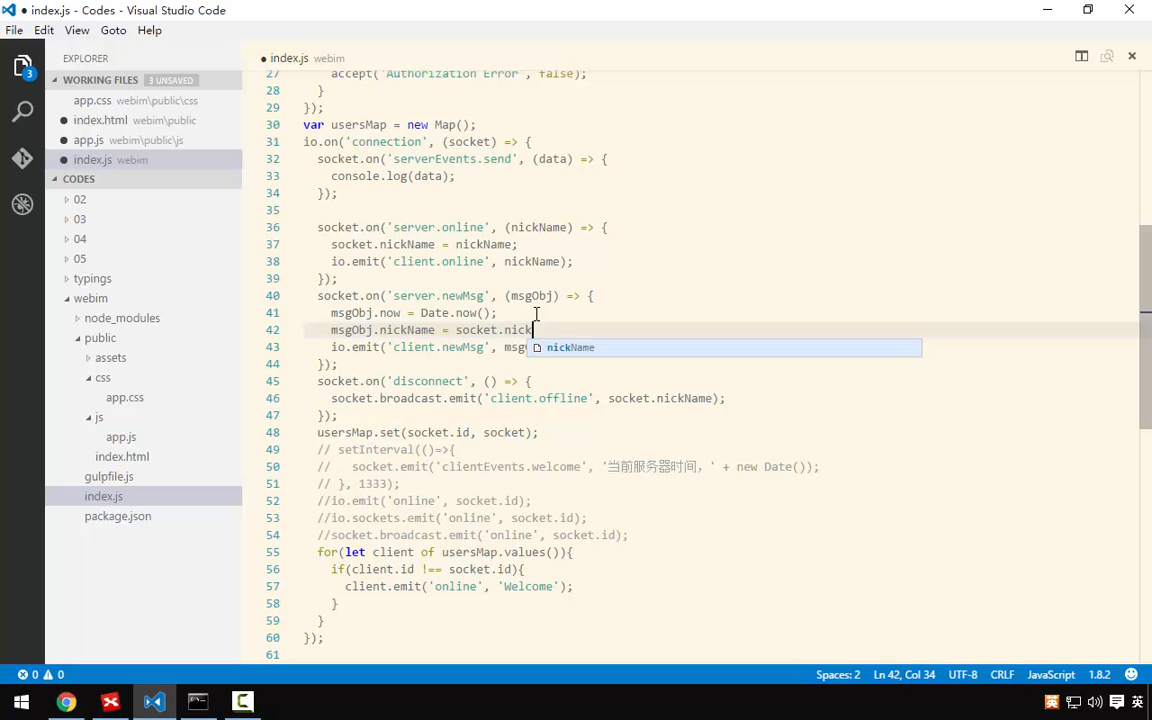 ● index.js - Codes - Visual Studio Code
File Edit View Goto Help
EXPLORER
● index.js webim
WORKING FILES 3 UNSAVED
app.css webim\public\css
● index.html webim\public
● app.js webim\public\js
● index.js webim
CODES
02
03
04
05
typings
webim
node_modules
public
assets
css
app.css
js
app.js
index.html
gulpfile.js
index.js
package.json
3
27 accept('Authorization Error', false);
28 }
29 });
30 var usersMap = new Map();
31 io.on('connection', (socket) => {
32 socket.on('serverEvents.send', (data) => {
33 console.log(data);
34 });
35
36 socket.on('server.online', (nickName) => {
37 socket.nickName = nickName;
38 io.emit('client.online', nickName);
39 });
40 socket.on('server.newMsg', (msgObj) => {
41 msgObj.now = Date.now();
42 msgObj.nickName = socket.nick
nickName
43 io.emit('client.newMsg',
44 });
45 socket.on('disconnect', () => {
46 socket.broadcast.emit('client.offline', socket.nickName);
47 });
48 usersMap.set(socket.id, socket);
49 // setInterval(()=>{
50 // socket.emit('clientEvents.welcome', '当前服务器时间，' + new Date());
51 // }, 1333);
52 //io.emit('online', socket.id);
53 //io.sockets.emit('online', socket.id);
54 //socket.broadcast.emit('online', socket.id);
55 for(let client of usersMap.values()){
56 if(client.id !== socket.id){
57 client.emit('online', 'Welcome');
58 }
59 }
60 });
61
0 0 Spaces: 2 Ln 42, Col 34 UTF-8 CRLF JavaScript 1.8.2
英 英